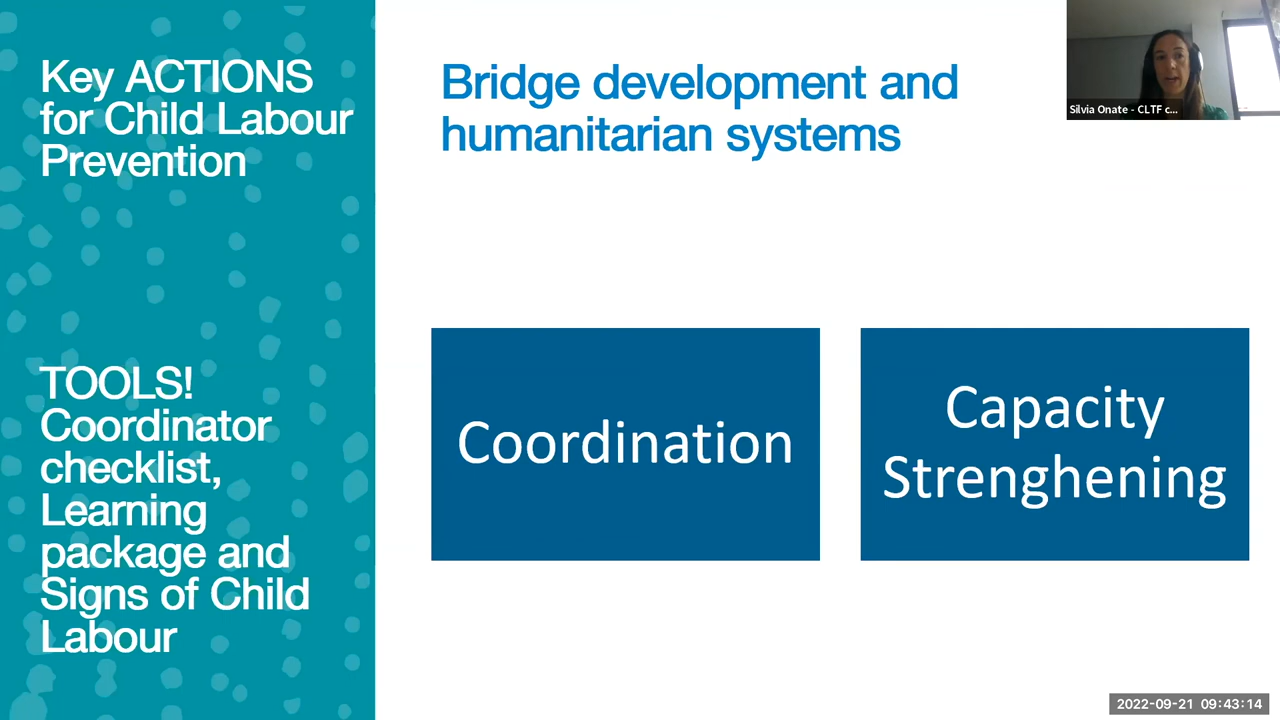 Key ACTIONS
for Child Labour
Prevention
TOOLS!
Coordinator
checklist,
Learning
package and
Signs of Child
Labour
Bridge development and
humanitarian systems
Coordination
Capacity
Strenghening
Silvia Onate - CLTF c...
2022-09-21 09:43:14